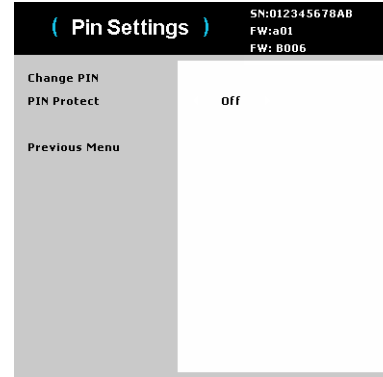 ( Pin Settings )
SN:012345678AB
FW:a01
FW: B006
Change PIN
PIN Protect Off
Previous Menu